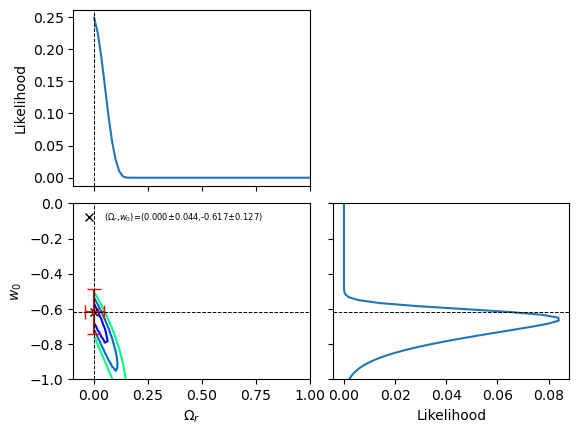 0.25
0.20
0.15
0.10
0.05
0.00
Likelihood
0.0
−0.2
−0.4
−0.6
−0.8
−1.0
w₀
(Ωᵣ,w₀)=(0.000±0.044,-0.617±0.127)
0.00 0.25 0.50 0.75 1.00
Ωᵣ
0.00 0.02 0.04 0.06 0.08
Likelihood